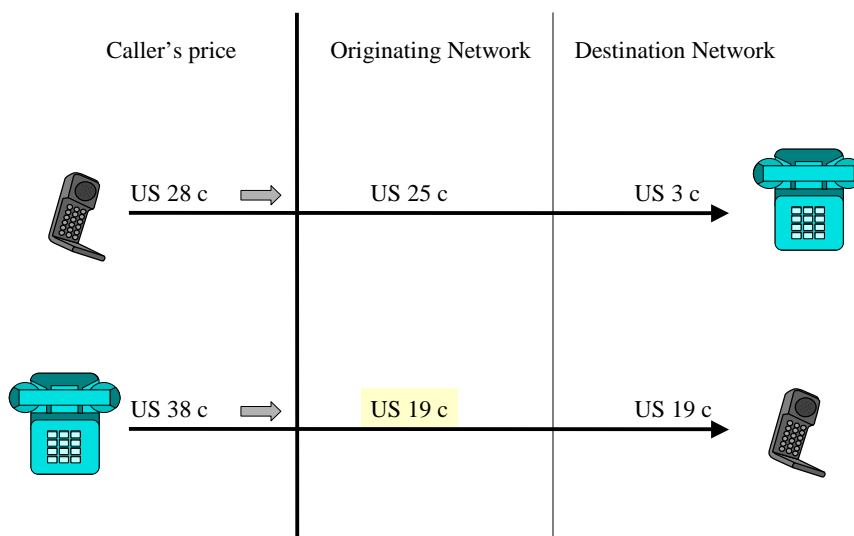 Caller's price Originating Network Destination Network
US 28 c US 25 c US 3 c
US 38 c US 19 c US 19 c